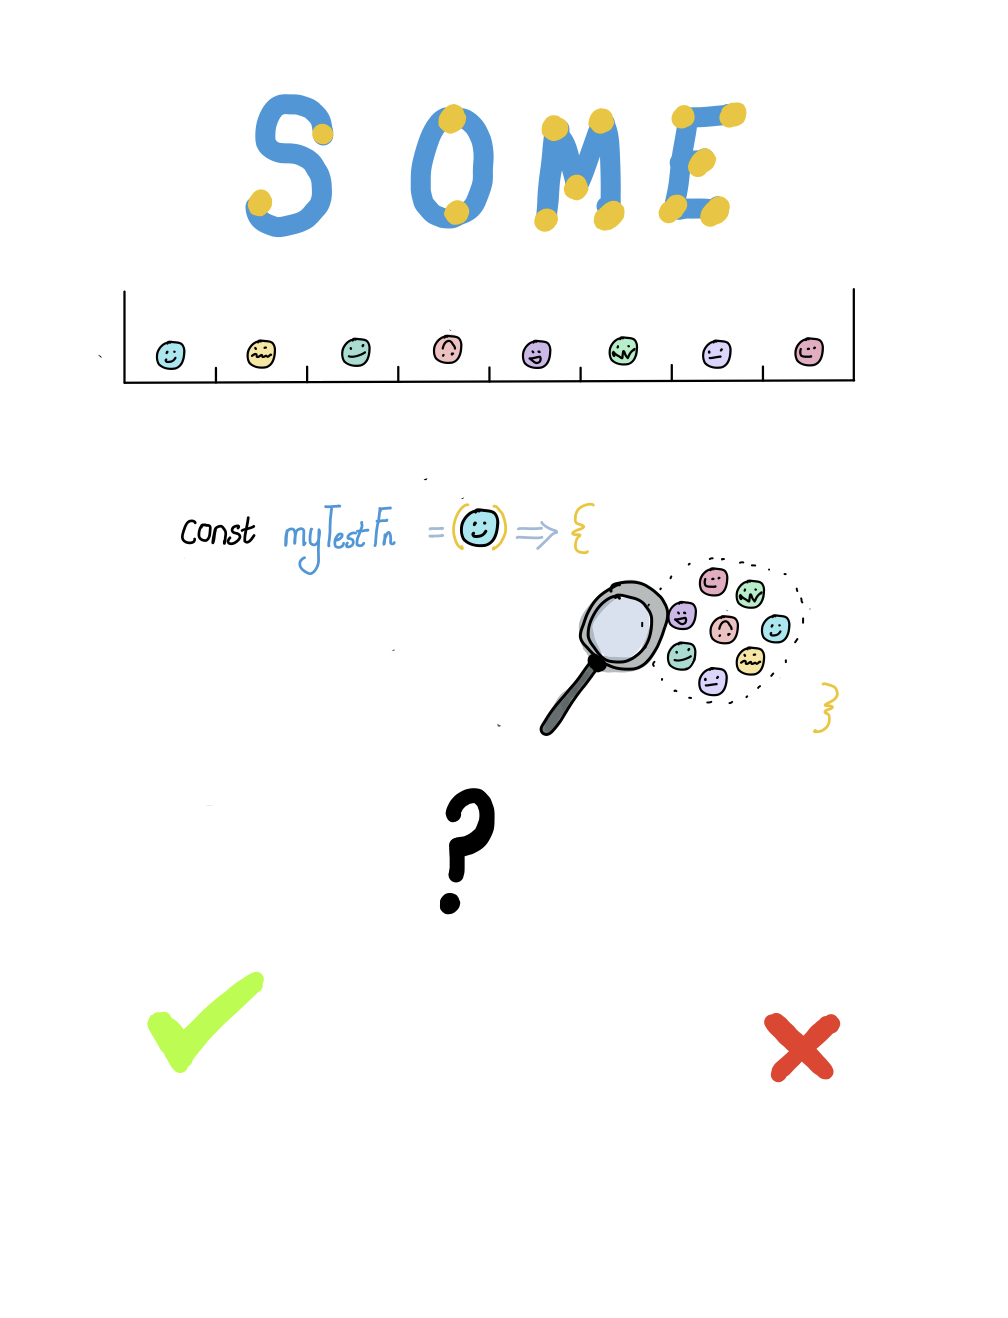 SOME
const myTestFn = ( ) => {
}
?